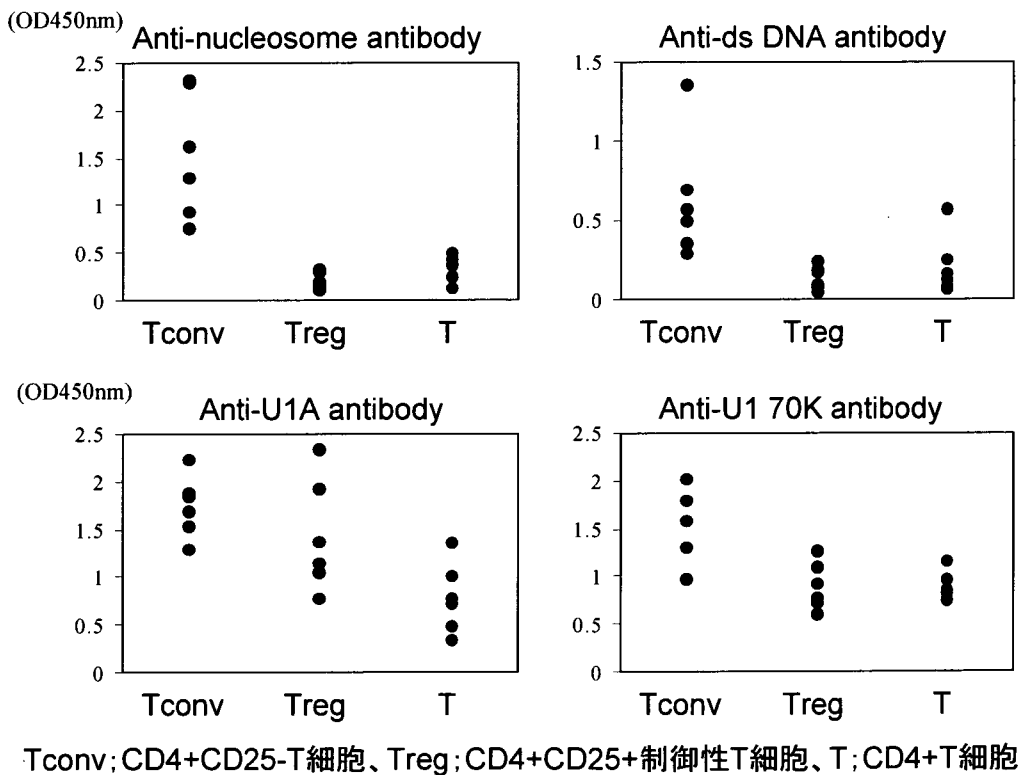 (OD450nm)
Anti-nucleosome antibody
2.5
2
1.5
1
0.5
0
Tconv Treg T
Anti-ds DNA antibody
1.5
1
0.5
0
Tconv Treg T
(OD450nm)
Anti-U1A antibody
2.5
2
1.5
1
0.5
0
Tconv Treg T
Anti-U1 70K antibody
2.5
2
1.5
1
0.5
0
Tconv Treg T
Tconv;CD4+CD25-T細胞、Treg;CD4+CD25+制御性T細胞、T;CD4+T細胞